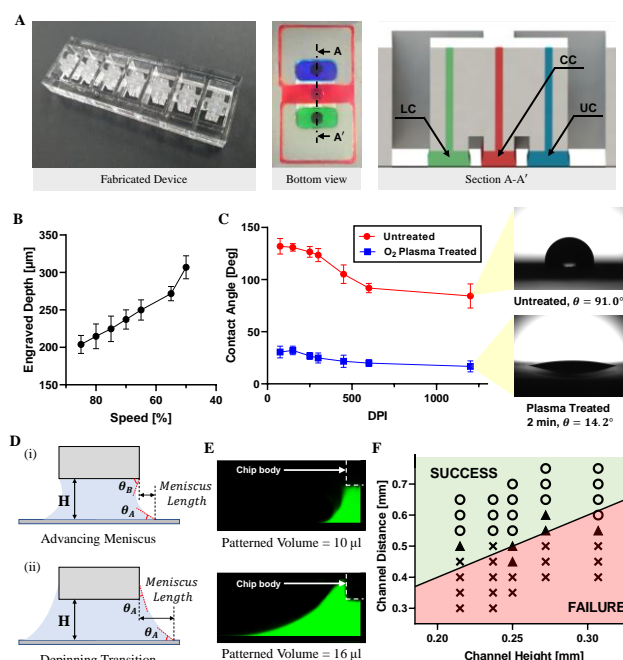 A
A
A'
LC
CC
UC
Fabricated Device
Bottom view
Section A-A'
B
Engraved Depth [µm]
400
350
300
250
200
150
80
60
40
Speed [%]
C
Contact Angle [Deg]
150
100
50
0
0
500
1000
DPI
Untreated
O₂ Plasma Treated
Untreated, θ = 91.0°
Plasma Treated
2 min, θ = 14.2°
D
(i)
H
θB
θA
Meniscus
Length
Advancing Meniscus
(ii)
H
θA
θA
Meniscus
Length
Depinning Transition
E
Chip body
Patterned Volume = 10 µl
Chip body
Patterned Volume = 16 µl
F
Channel Distance [mm]
0.7
0.6
0.5
0.4
0.3
SUCCESS
FAILURE
0.20
0.25
0.30
Channel Height [mm]